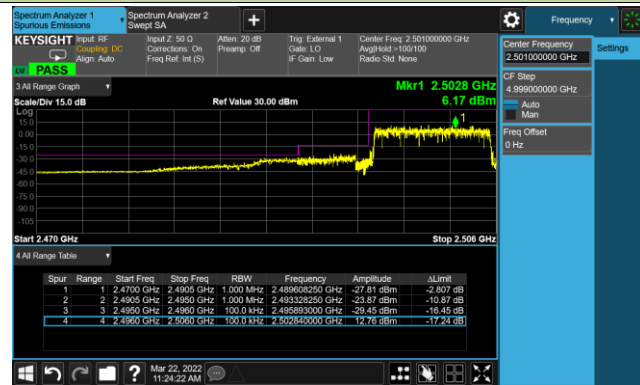 Spectrum Analyzer 1
Spurious Emissions
Spectrum Analyzer 2
Swept SA
+
Frequency
KEYSIGHT
Input: RF
Coupling: DC
Align: Auto
Input Z: 50 Ω
Corrections: On
Freq Ref: Int (S)
Atten: 20 dB
Preamp: Off
Trig: External 1
Gate: LO
IF Gain: Low
Center Freq: 2.501000000 GHz
Avg|Hold:>100/100
Radio Std: None
LW PASS
Center Frequency
2.501000000 GHz
Settings
CF Step
4.999000000 GHz
Auto
Man
Freq Offset
0 Hz
3 All Range Graph
Mkr1 2.5028 GHz
Scale/Div 15.0 dB
Ref Value 30.00 dBm
6.17 dBm
Log
15.0
0.00
-15.0
-30.0
-45.0
-60.0
-75.0
-90.0
-105
1
Start 2.470 GHz
Stop 2.506 GHz
4 All Range Table
Spur Range Start Freq Stop Freq RBW Frequency Amplitude ΔLimit
1 1 2.4700 GHz 2.4905 GHz 1.000 MHz 2.489608250 GHz -27.81 dBm -2.807 dB
2 2 2.4905 GHz 2.4950 GHz 1.000 MHz 2.493328250 GHz -23.87 dBm -10.87 dB
3 3 2.4950 GHz 2.4960 GHz 100.0 kHz 2.495893000 GHz -29.45 dBm -16.45 dB
4 4 2.4960 GHz 2.5060 GHz 100.0 kHz 2.502840000 GHz 12.76 dBm -17.24 dB
?
Mar 22, 2022
11:24:22 AM